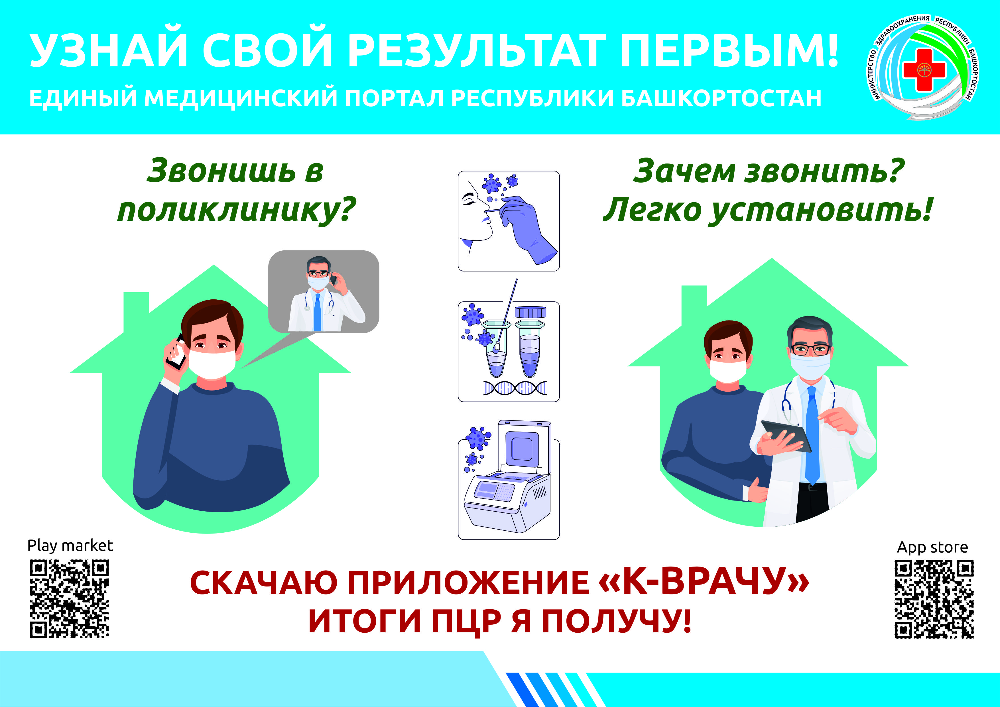 УЗНАЙ СВОЙ РЕЗУЛЬТАТ ПЕРВЫМ!
ЕДИНЫЙ МЕДИЦИНСКИЙ ПОРТАЛ РЕСПУБЛИКИ БАШКОРТОСТАН
МИНИСТЕРСТВО ЗДРАВООХРАНЕНИЯ РЕСПУБЛИКИ БАШКОРТОСТАН
Звонишь в
поликлинику?
Зачем звонить?
Легко установить!
Play market
App store
СКАЧАЮ ПРИЛОЖЕНИЕ «К-ВРАЧУ»
ИТОГИ ПЦР Я ПОЛУЧУ!